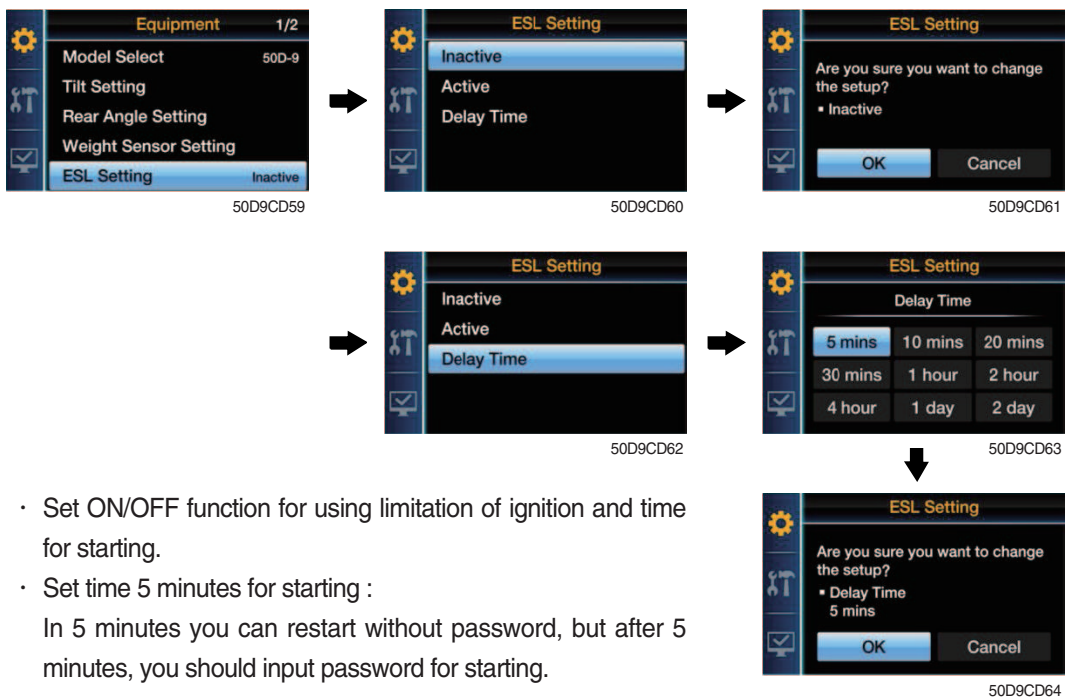 Equipment 1/2
Model Select 50D-9
Tilt Setting
Rear Angle Setting
Weight Sensor Setting
ESL Setting Inactive
50D9CD59
ESL Setting
Inactive
Active
Delay Time
50D9CD60
ESL Setting
Are you sure you want to change
the setup?
▪ Inactive
OK Cancel
50D9CD61
ESL Setting
Inactive
Active
Delay Time
50D9CD62
ESL Setting
Delay Time
5 mins 10 mins 20 mins
30 mins 1 hour 2 hour
4 hour 1 day 2 day
50D9CD63
· Set ON/OFF function for using limitation of ignition and time
for starting.
· Set time 5 minutes for starting :
In 5 minutes you can restart without password, but after 5
minutes, you should input password for starting.
ESL Setting
Are you sure you want to change
the setup?
▪ Delay Time
5 mins
OK Cancel
50D9CD64